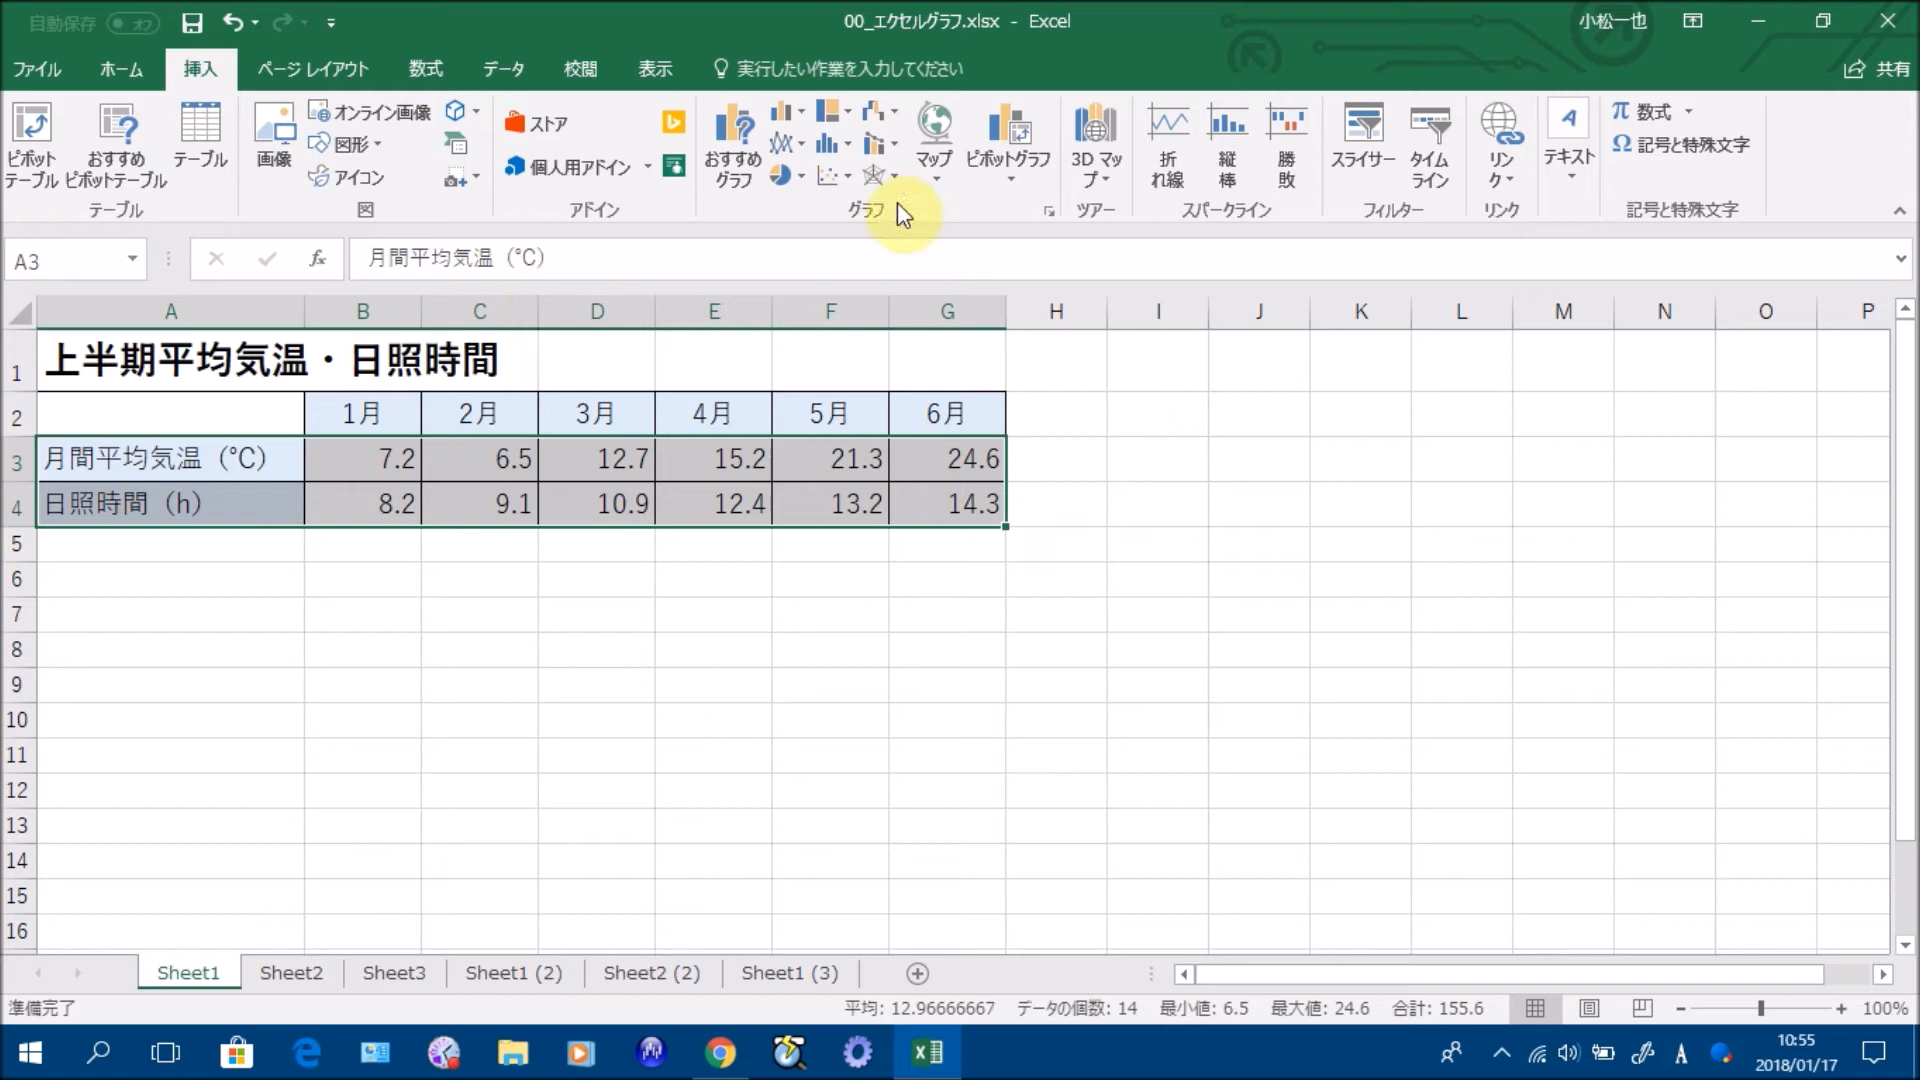 自動保存 オフ
00_エクセルグラフ.xlsx - Excel
小松一也
ファイル ホーム 挿入 ページ レイアウト 数式 データ 校閲 表示 実行したい作業を入力してください 共有
ピボット
テーブル
おすすめ
ピボットテーブル
テーブル
テーブル
画像
オンライン画像
図形
アイコン
図
ストア
個人用アドイン
アドイン
おすすめ
グラフ
マップ
ピボットグラフ
グラフ
3D マッ
プ
ツアー
折
れ線
縦
棒
勝
敗
スパークライン
スライサー
タイム
ライン
フィルター
リン
ク
リンク
A
テキスト
π 数式
Ω 記号と特殊文字
記号と特殊文字
A3 fx 月間平均気温（℃）
A B C D E F G H I J K L M N O P
1 上半期平均気温・日照時間
2 1月 2月 3月 4月 5月 6月
3 月間平均気温（℃） 7.2 6.5 12.7 15.2 21.3 24.6
4 日照時間（h） 8.2 9.1 10.9 12.4 13.2 14.3
5
6
7
8
9
10
11
12
13
14
15
16
Sheet1 Sheet2 Sheet3 Sheet1 (2) Sheet2 (2) Sheet1 (3)
準備完了 平均: 12.96666667 データの個数: 14 最小値: 6.5 最大値: 24.6 合計: 155.6 100%
A
10:55
2018/01/17